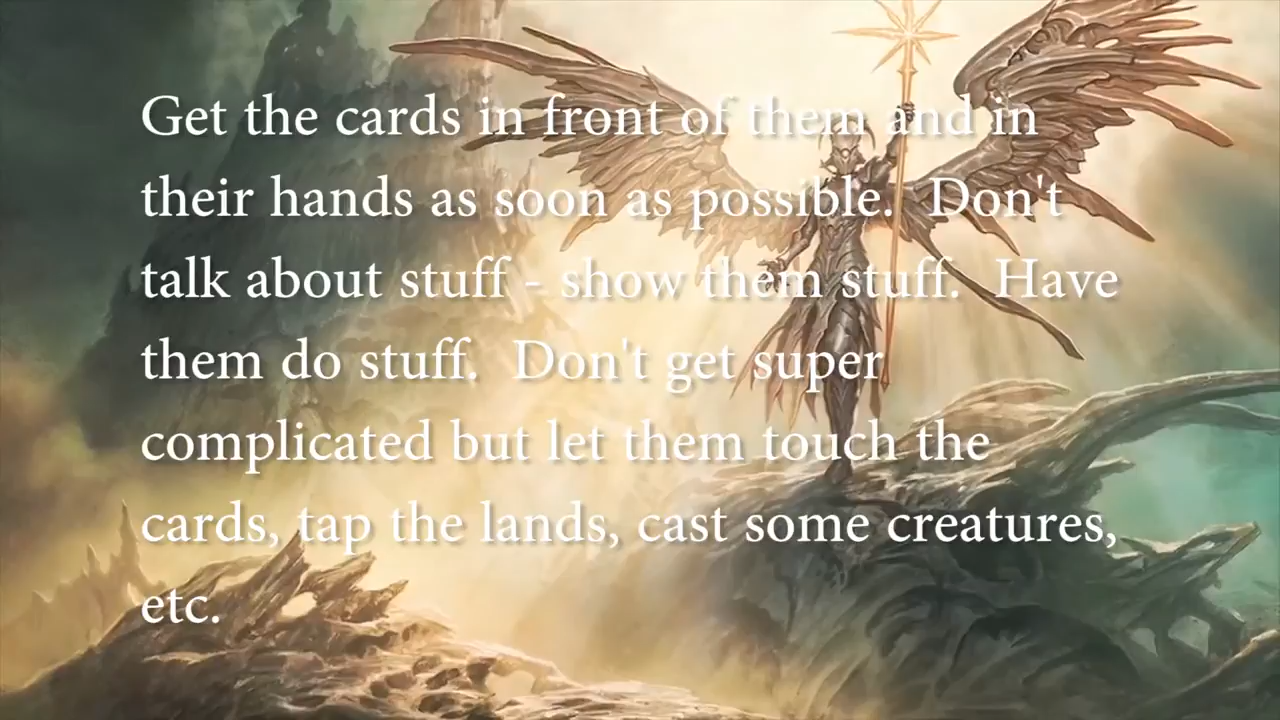 Get the cards in front of them and in
their hands as soon as possible.  Don't
talk about stuff - show them stuff.  Have
them do stuff.  Don't get super
complicated but let them touch the
cards, tap the lands, cast some creatures,
etc.